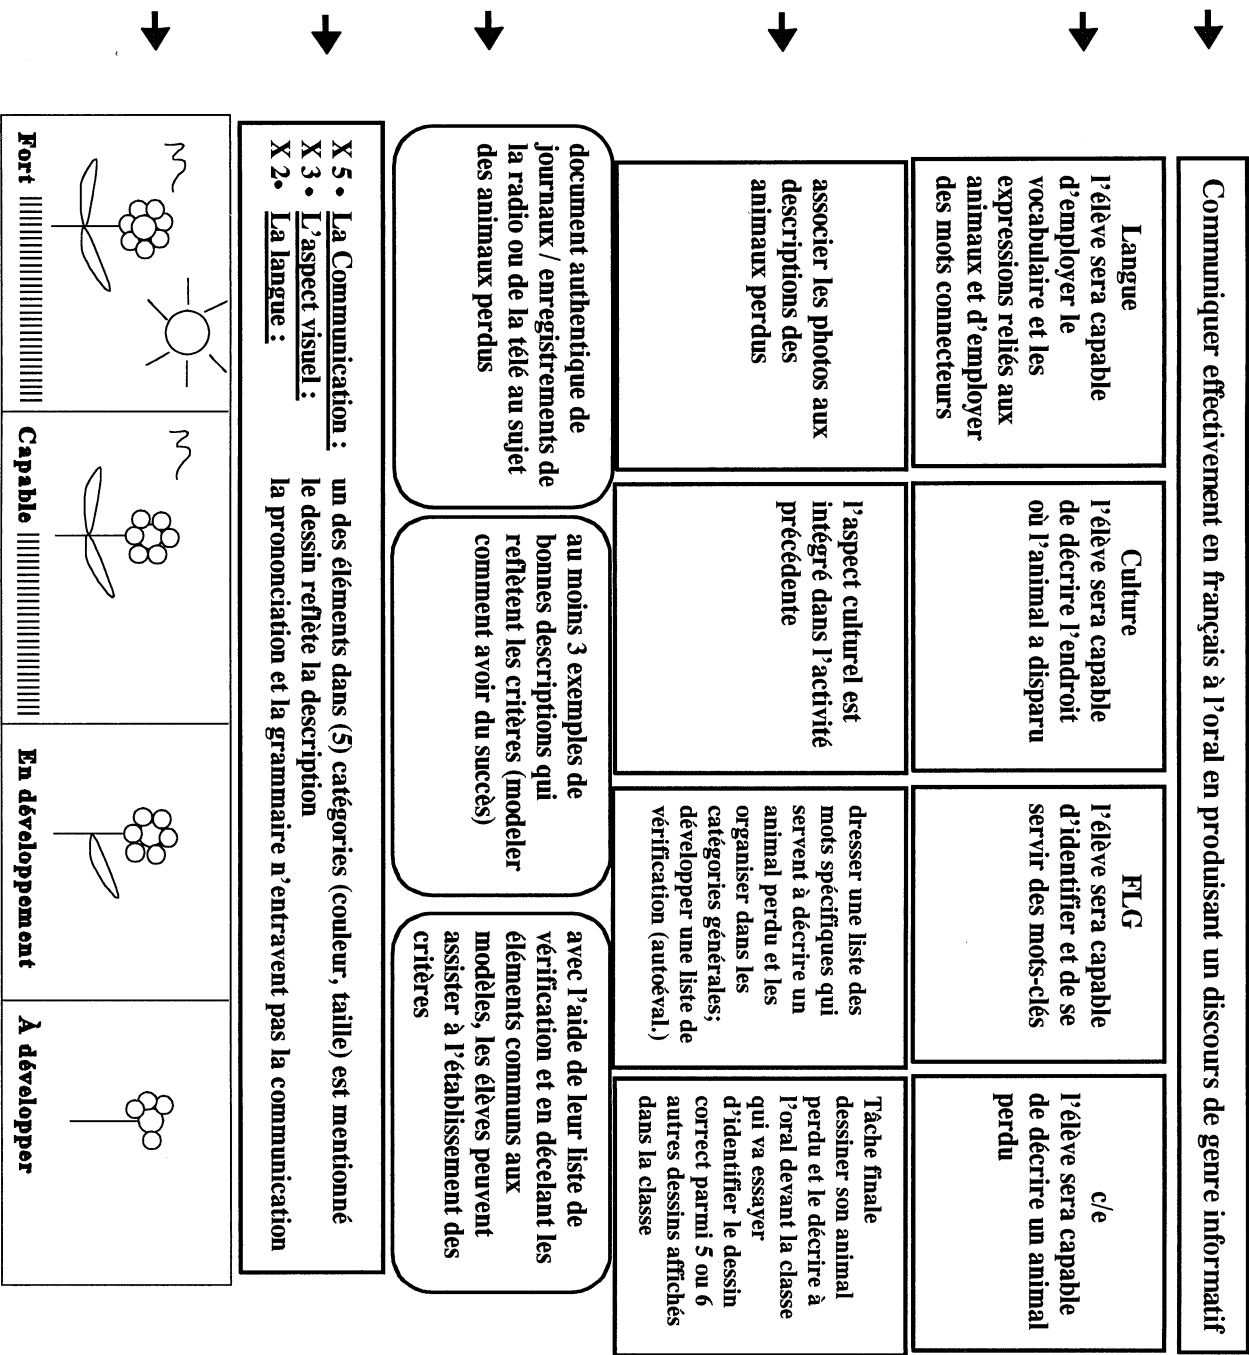 Communiquer effectivement en français à l'oral en produisant un discours de genre informatif
Langue
l'élève sera capable
d'employer le
vocabulaire et les
expressions reliés aux
animaux et d'employer
des mots connecteurs
Culture
l'élève sera capable
de décrire l'endroit
où l'animal a disparu
FLG
l'élève sera capable
d'identifier et de se
servir des mots-clés
c/e
l'élève sera capable
de décrire un animal
perdu
associer les photos aux
descriptions des
animaux perdus
l'aspect culturel est
intégré dans l'activité
précédente
dresser une liste des
mots spécifiques qui
servent à décrire un
animal perdu et les
organiser dans les
catégories générales;
développer une liste de
vérification (autoéval.)
Tâche finale
dessiner son animal
perdu et le décrire à
l'oral devant la classe
qui va essayer
d'identifier le dessin
correct parmi 5 ou 6
autres dessins affichés
dans la classe
document authentique de
journaux / enregistrements de
la radio ou de la télé au sujet
des animaux perdus
au moins 3 exemples de
bonnes descriptions qui
reflètent les critères (modeler
comment avoir du succès)
avec l'aide de leur liste de
vérification et en décelant les
éléments communs aux
modèles, les élèves peuvent
assister à l'établissement des
critères
X 5 • La Communication : un des éléments dans (5) catégories (couleur, taille) est mentionné
X 3 • L'aspect visuel : le dessin reflète la description
X 2 • La langue : la prononciation et la grammaire n'entravent pas la communication
Fort
Capable
En développement
À développer